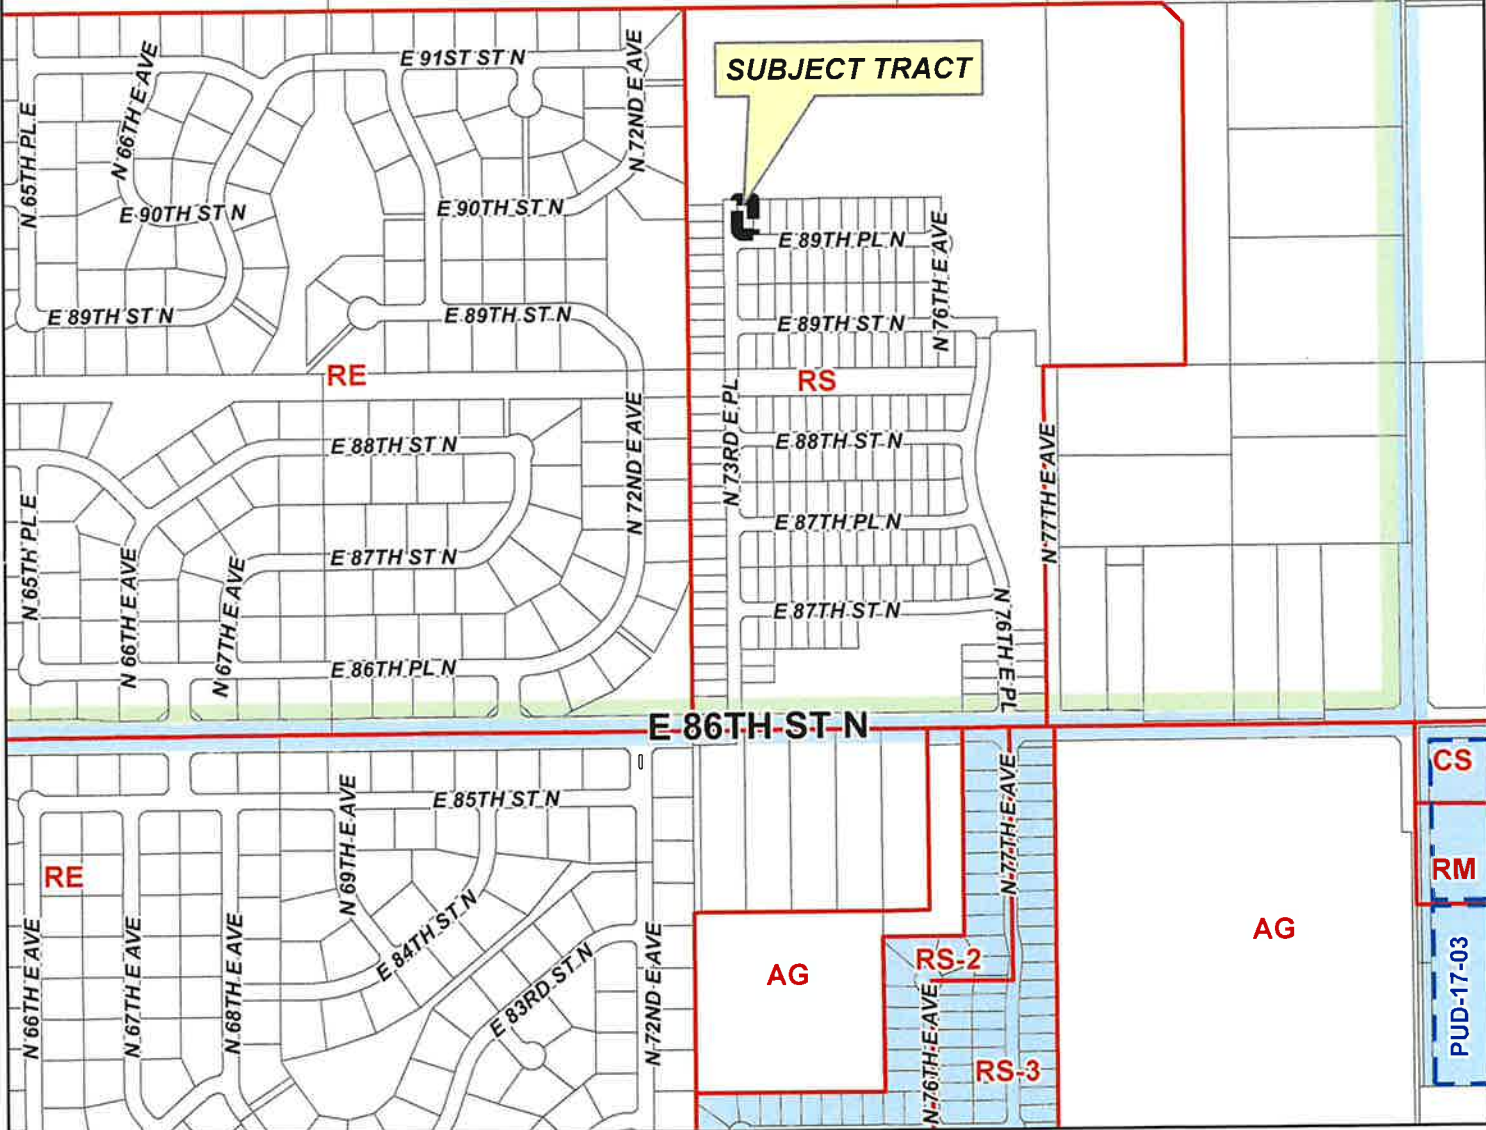 E 91ST ST N
N 72ND E AVE
SUBJECT TRACT
N 66TH E AVE
N 65TH PL E
E 90TH ST N
E 90TH ST N
E 89TH PL N
N 76TH E AVE
E 89TH ST N
E 89TH ST N
E 89TH ST N
RE
RS
N 73RD E PL
N 72ND E AVE
E 88TH ST N
E 88TH ST N
N 77TH E AVE
N 65TH PL E
E 87TH PL N
E 87TH ST N
N 66TH E AVE
N 67TH E AVE
E 87TH ST N
N 76TH E PL
E 86TH PL N
E 86TH ST N
CS
N 77TH E AVE
N 69TH E AVE
E 85TH ST N
RE
RM
E 84TH ST N
AG
N 66TH E AVE
N 67TH E AVE
N 68TH E AVE
E 83RD ST N
N 72ND E AVE
AG
RS-2
PUD-17-03
N 76TH E AVE
RS-3